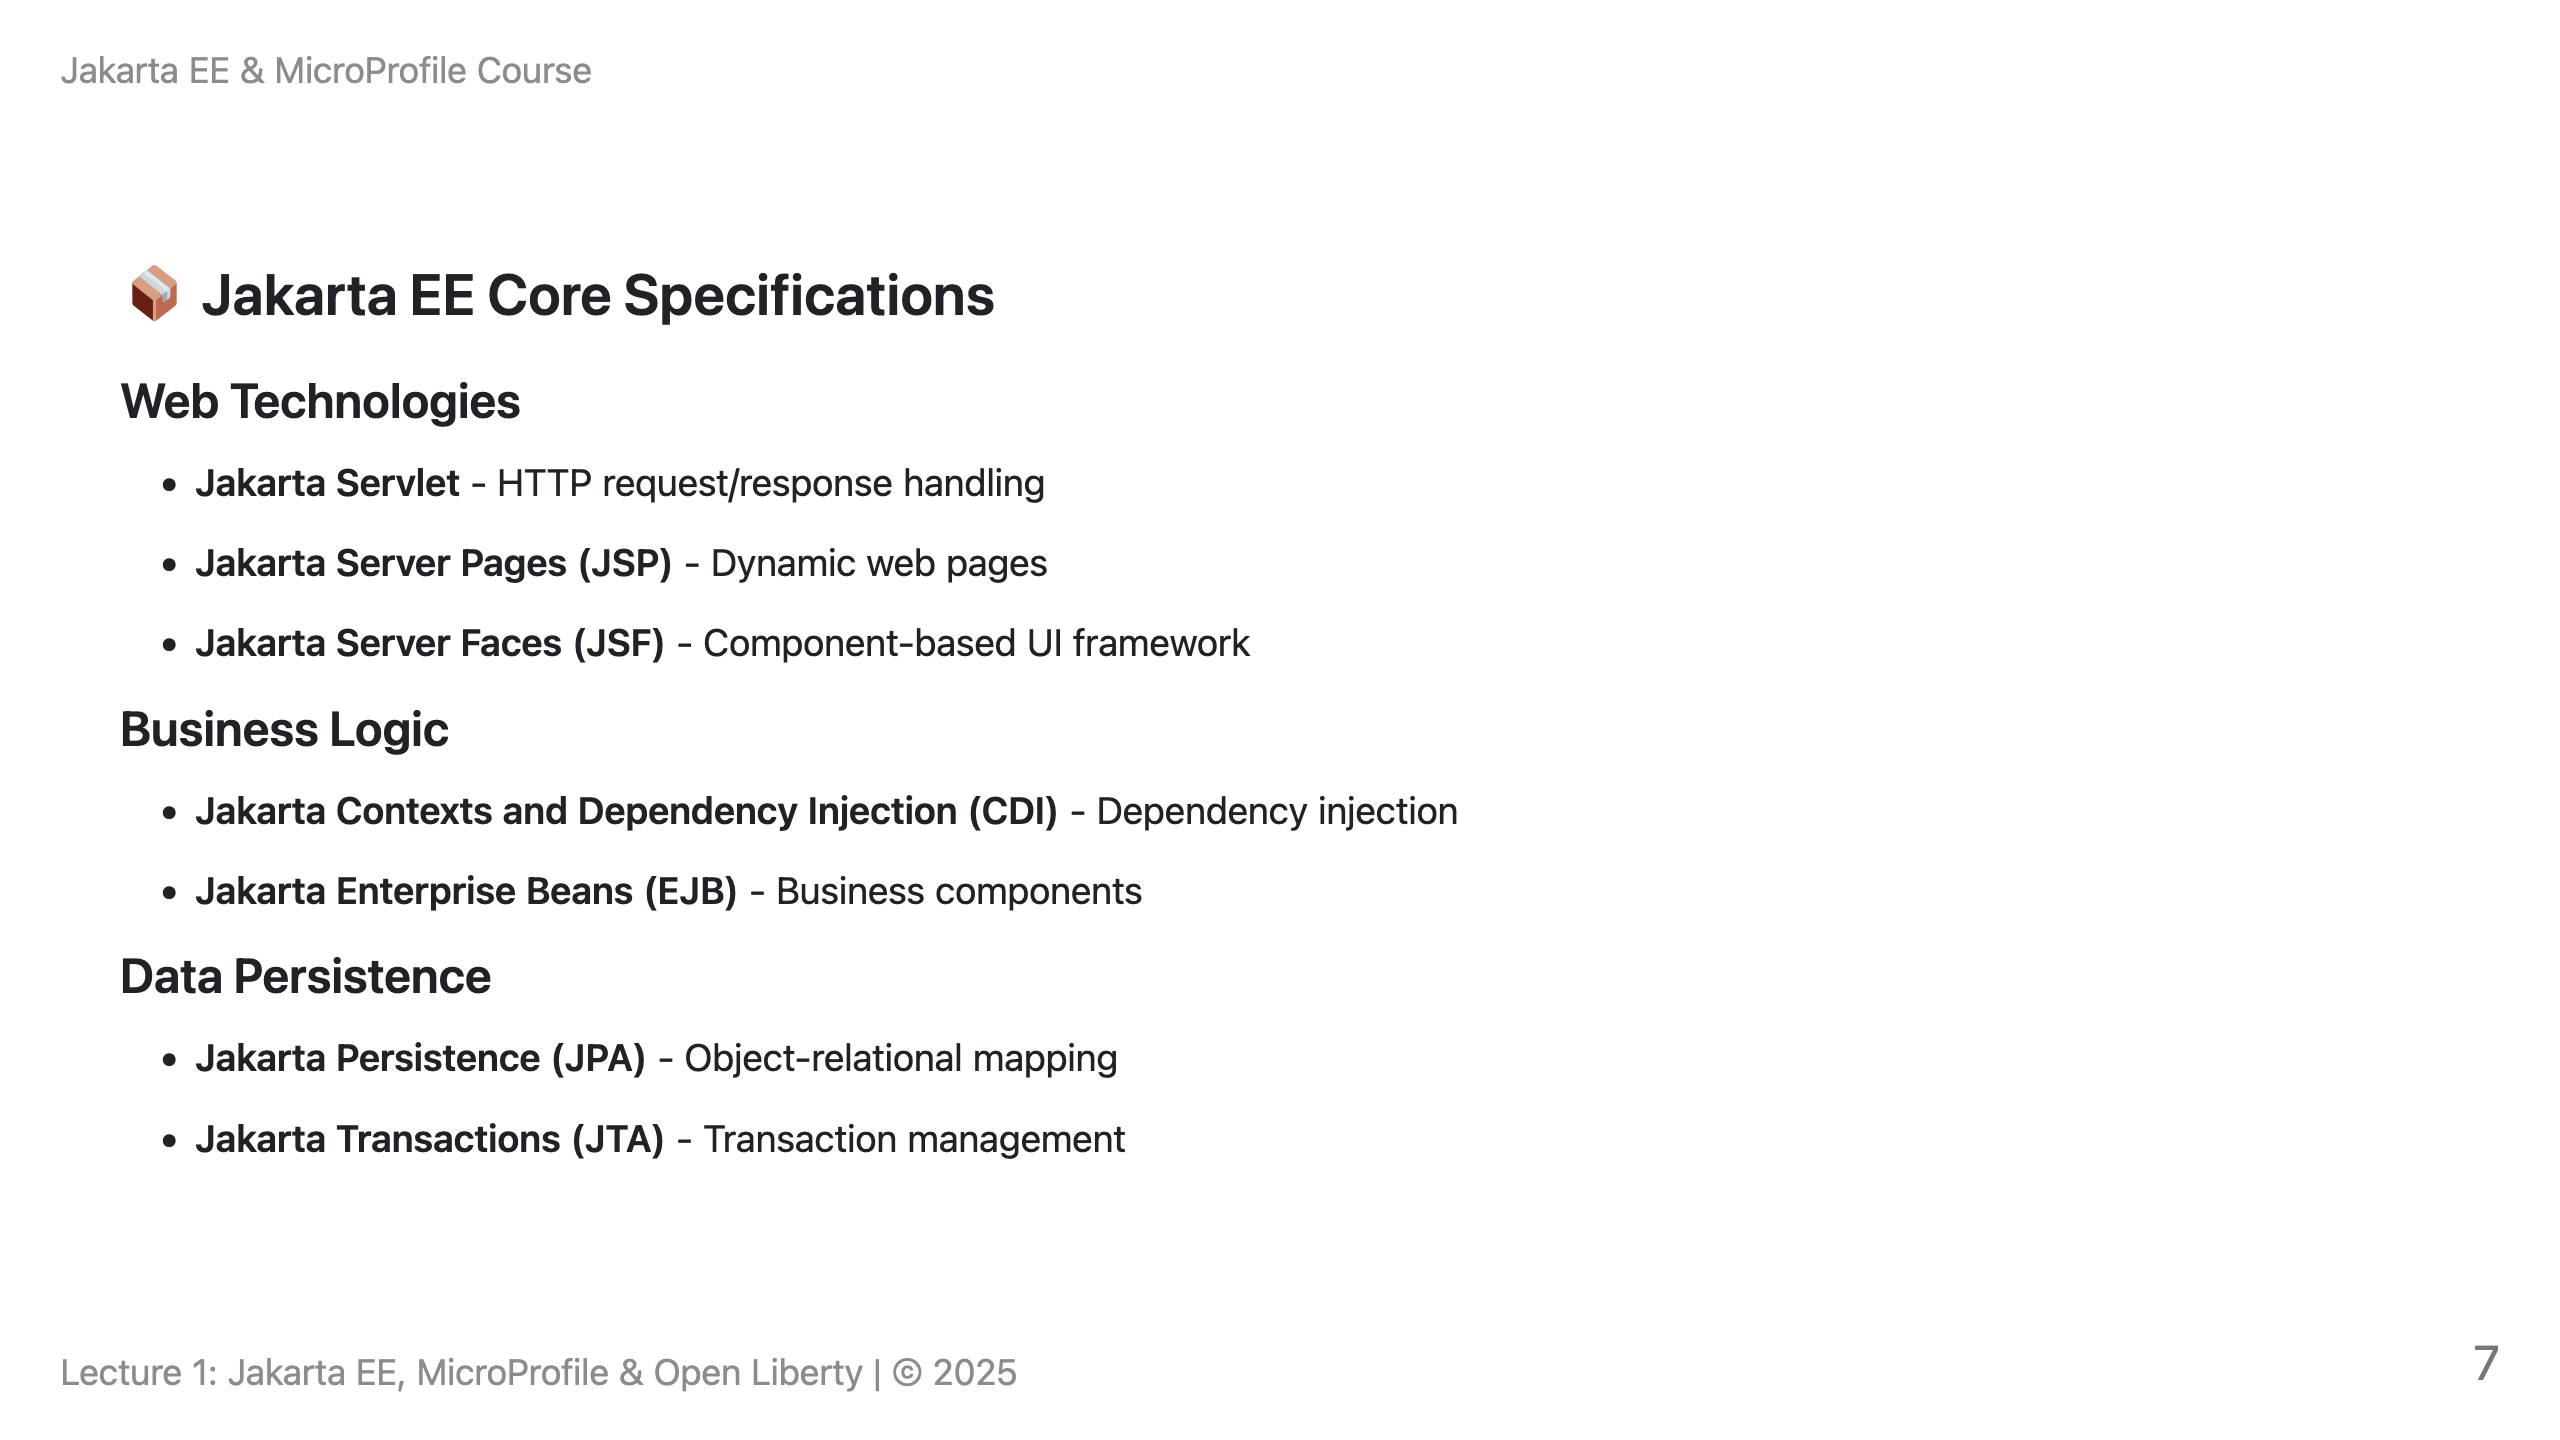 Jakarta EE & MicroProfile Course
📦 Jakarta EE Core Specifications
Web Technologies
• Jakarta Servlet - HTTP request/response handling
• Jakarta Server Pages (JSP) - Dynamic web pages
• Jakarta Server Faces (JSF) - Component-based UI framework
Business Logic
• Jakarta Contexts and Dependency Injection (CDI) - Dependency injection
• Jakarta Enterprise Beans (EJB) - Business components
Data Persistence
• Jakarta Persistence (JPA) - Object-relational mapping
• Jakarta Transactions (JTA) - Transaction management
Lecture 1: Jakarta EE, MicroProfile & Open Liberty | © 2025
7